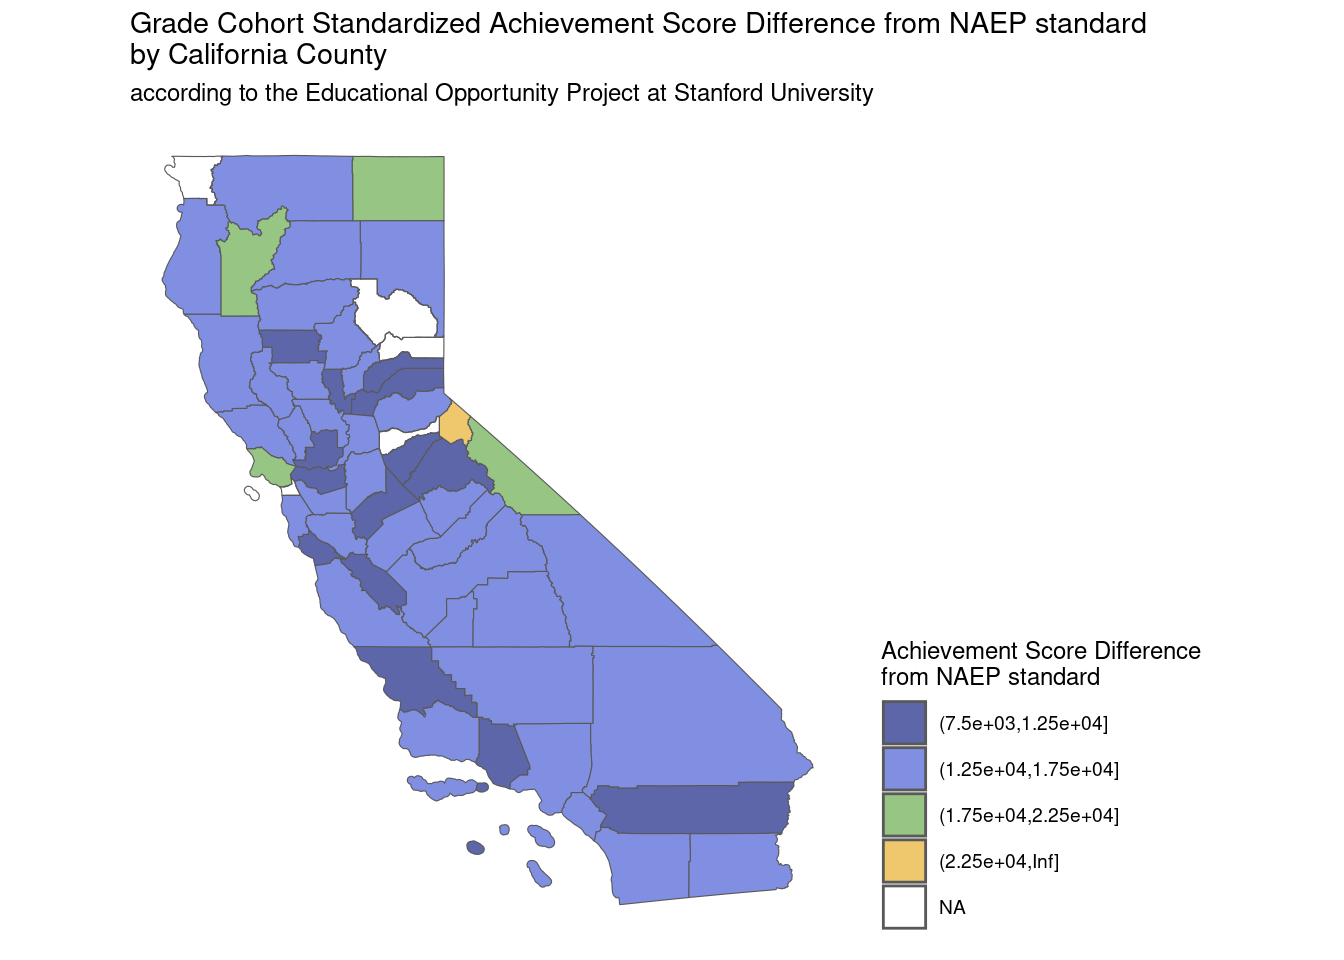 Grade Cohort Standardized Achievement Score Difference from NAEP standard
by California County
according to the Educational Opportunity Project at Stanford University
Achievement Score Difference
from NAEP standard
(7.5e+03,1.25e+04]
(1.25e+04,1.75e+04]
(1.75e+04,2.25e+04]
(2.25e+04,Inf]
NA